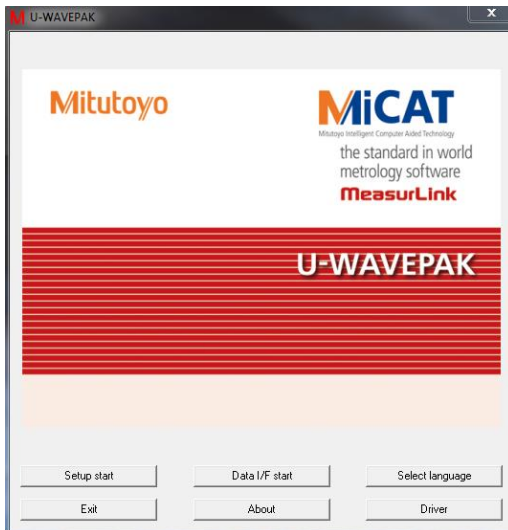 U-WAVEPAK
x
Mitutoyo
MiCAT
Mitutoyo Intelligent Computer Aided Technology
the standard in world
metrology software
MeasurLink
U-WAVEPAK
Setup start
Data I/F start
Select language
Exit
About
Driver